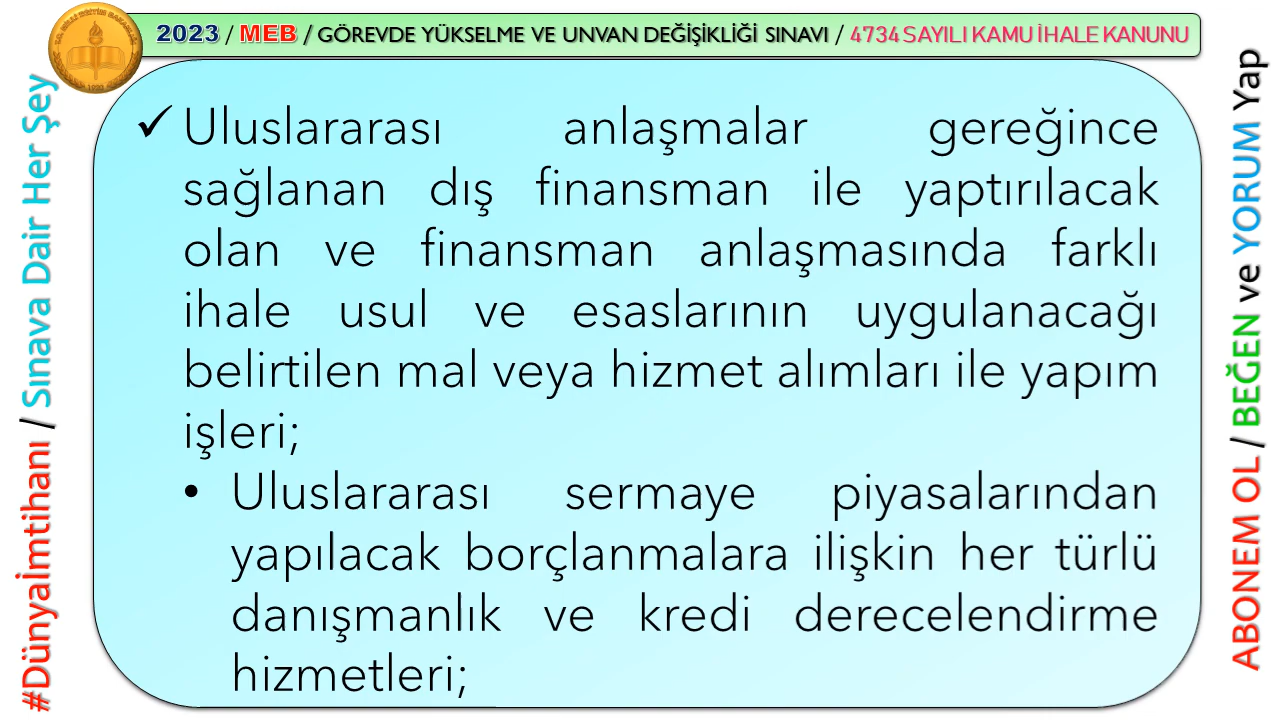 2023 / MEB / GÖREVDE YÜKSELME VE UNVAN DEĞİŞİKLİĞİ SINAVI / 4734 SAYILI KAMU İHALE KANUNU
#Dünyaİmtihanı / Sınava Dair Her Şey
✓ Uluslararası anlaşmalar gereğince
sağlanan dış finansman ile yaptırılacak
olan ve finansman anlaşmasında farklı
ihale usul ve esaslarının uygulanacağı
belirtilen mal veya hizmet alımları ile yapım
işleri;
• Uluslararası sermaye piyasalarından
yapılacak borçlanmalara ilişkin her türlü
danışmanlık ve kredi derecelendirme
hizmetleri;
ABONEM OL / BEĞEN ve YORUM Yap